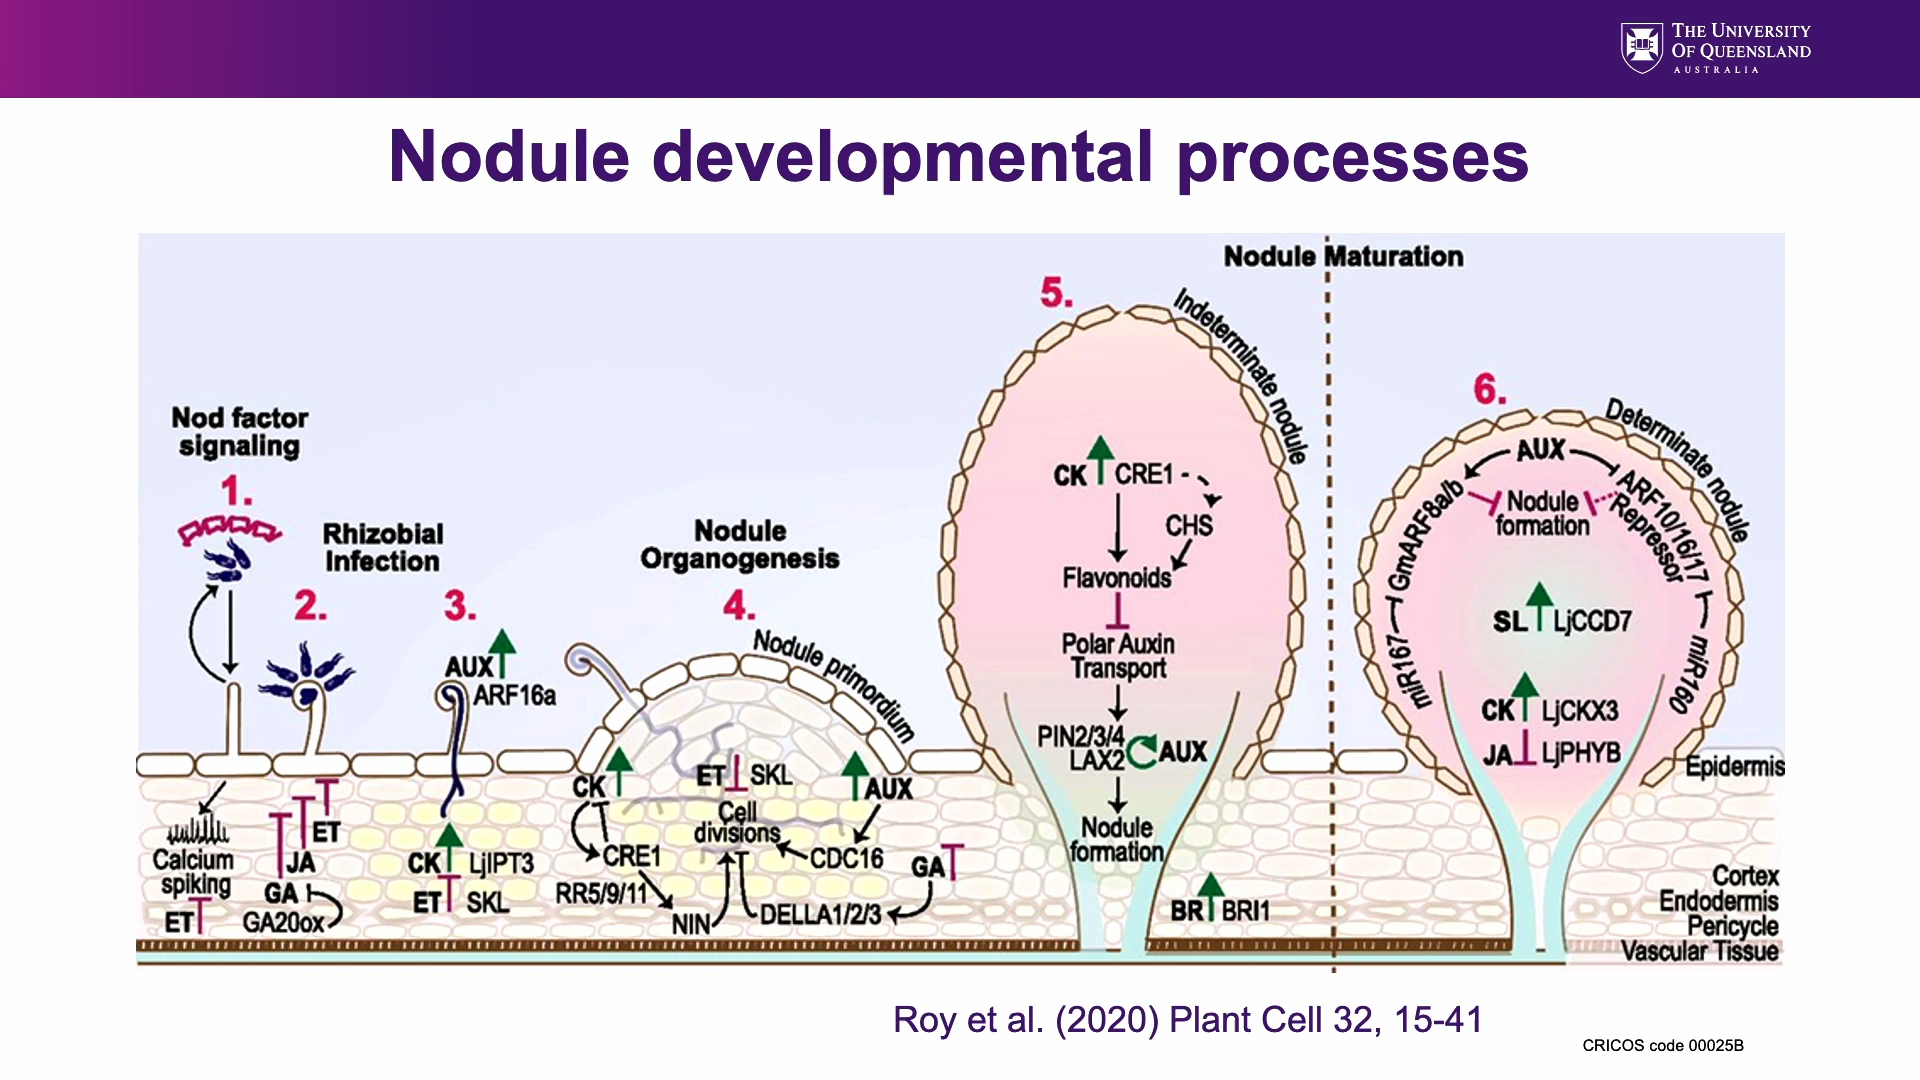 THE UNIVERSITY
OF QUEENSLAND
AUSTRALIA
Nodule developmental processes
Nodule Maturation
Nod factor
signaling
1.
Rhizobial
Infection
2.
3.
AUX
ARF16a
Nodule
Organogenesis
4.
Nodule primordium
5.
Indeterminate nodule
6.
Determinate nodule
Calcium
spiking
ET
ET
JA
GA
GA20ox
CK LjIPT3
ET SKL
CK
CRE1
RR5/9/11
NIN
ET SKL
Cell
divisions
AUX
CDC16
DELLA1/2/3
GA
CK CRE1
CHS
Flavonoids
Polar Auxin
Transport
PIN2/3/4
LAX2 AUX
Nodule
formation
BR BRI1
AUX
GmARF8a/b
miR167
Nodule
formation
ARF10/16/17
Repressor
miR160
SL LjCCD7
CK LjCKX3
JA LjPHYB
Epidermis
Cortex
Endodermis
Pericycle
Vascular Tissue
Roy et al. (2020) Plant Cell 32, 15-41
CRICOS code 00025B